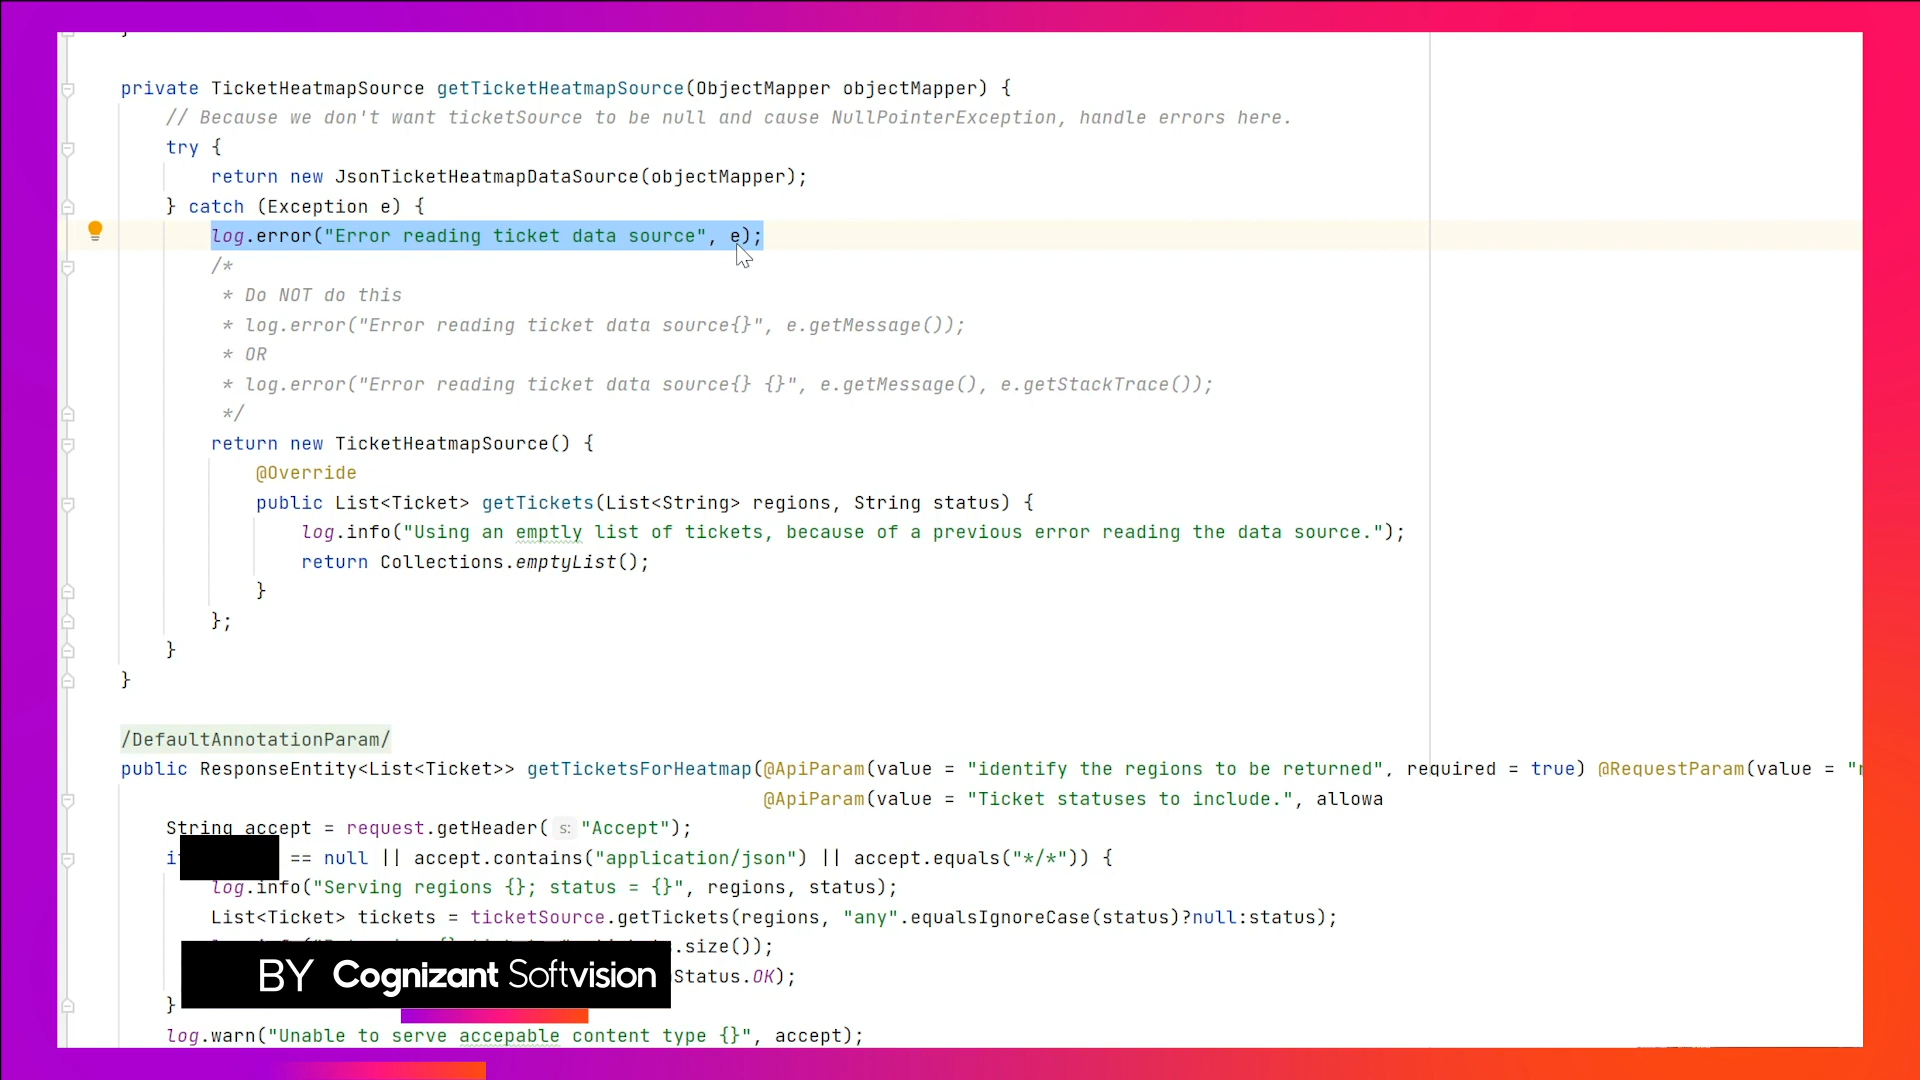 }
private TicketHeatmapSource getTicketHeatmapSource(ObjectMapper objectMapper) {
// Because we don't want ticketSource to be null and cause NullPointerException, handle errors here.
try {
return new JsonTicketHeatmapDataSource(objectMapper);
} catch (Exception e) {
log.error("Error reading ticket data source", e);
/*
* Do NOT do this
* log.error("Error reading ticket data source{}", e.getMessage());
* OR
* log.error("Error reading ticket data source{} {}", e.getMessage(), e.getStackTrace());
*/
return new TicketHeatmapSource() {
@Override
public List<Ticket> getTickets(List<String> regions, String status) {
log.info("Using an emptly list of tickets, because of a previous error reading the data source.");
return Collections.emptyList();
}
};
}
}
/DefaultAnnotationParam/
public ResponseEntity<List<Ticket>> getTicketsForHeatmap(@ApiParam(value = "identify the regions to be returned", required = true) @RequestParam(value = "
@ApiParam(value = "Ticket statuses to include.", allowa
String accept = request.getHeader( s: "Accept");
== null || accept.contains("application/json") || accept.equals("*/*")) {
log.info("Serving regions {}; status = {}", regions, status);
List<Ticket> tickets = ticketSource.getTickets(regions, "any".equalsIgnoreCase(status)?null:status);
.size());
Status.OK);
BY Cognizant Softvision
}
log.warn("Unable to serve accepable content type {}", accept);